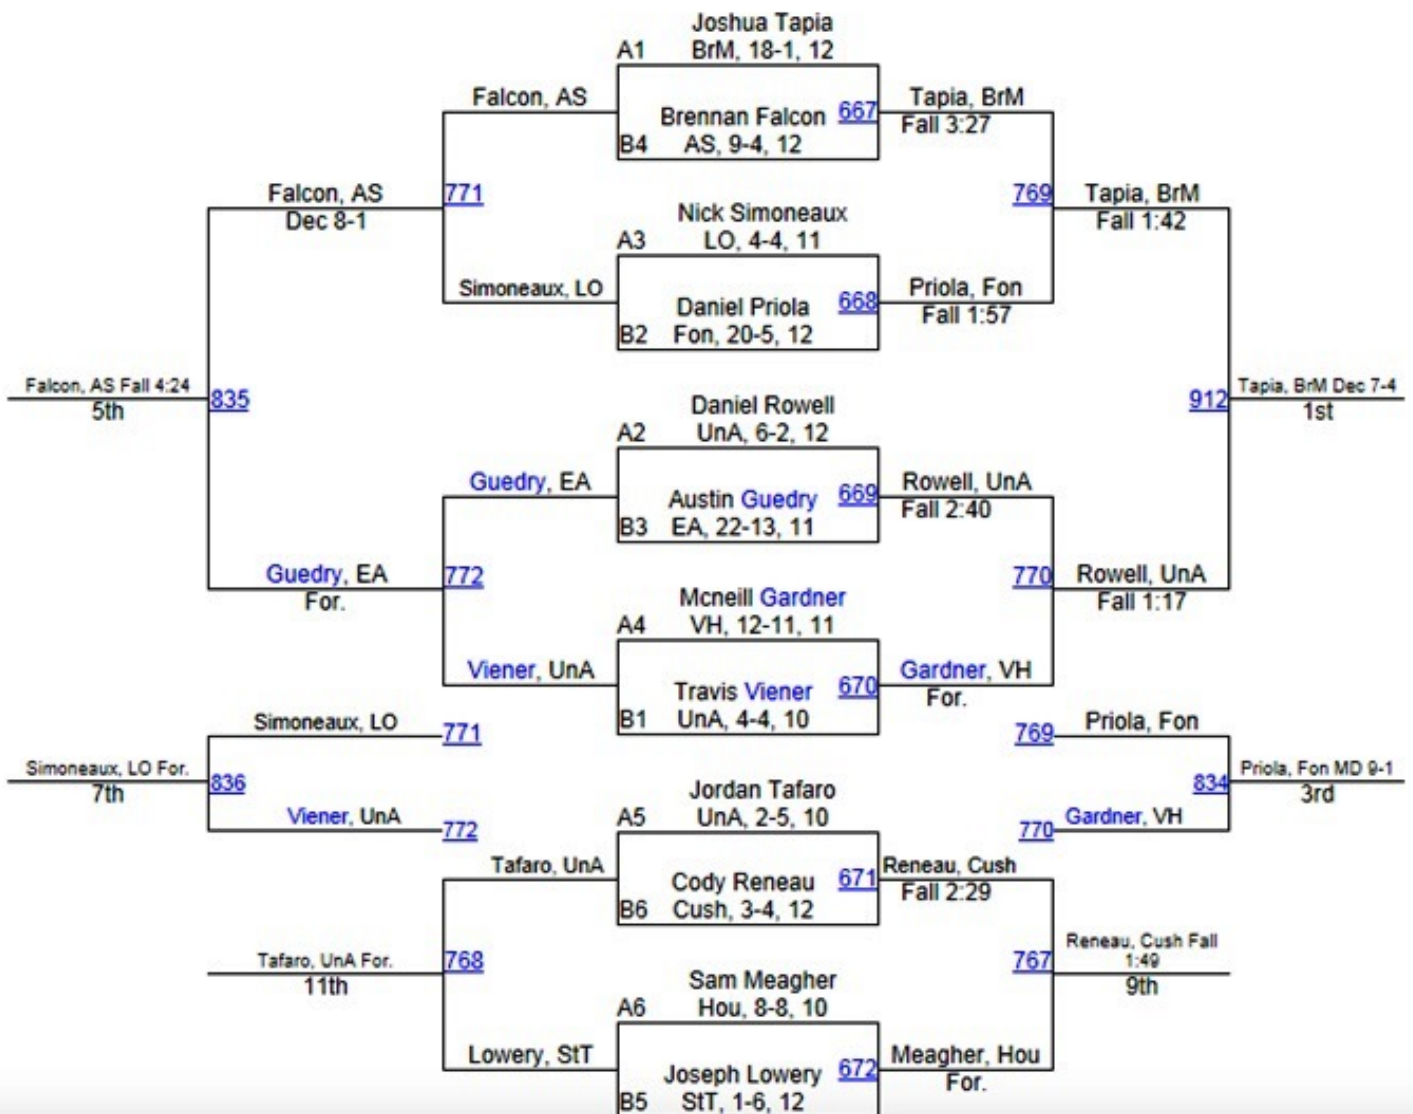 Joshua Tapia
A1 BrM, 18-1, 12
Falcon, AS
Brennan Falcon 667
Tapia, BrM
Fall 3:27
B4 AS, 9-4, 12
Falcon, AS
Dec 8-1
771
769
Tapia, BrM
Fall 1:42
Nick Simoneaux
A3 LO, 4-4, 11
Simoneaux, LO
Daniel Priola 668
Priola, Fon
Fall 1:57
B2 Fon, 20-5, 12
Falcon, AS Fall 4:24
5th
835
912
Tapia, BrM Dec 7-4
1st
Daniel Rowell
A2 UnA, 6-2, 12
Guedry, EA
Austin Guedry 669
Rowell, UnA
Fall 2:40
B3 EA, 22-13, 11
Guedry, EA
For.
772
770
Rowell, UnA
Fall 1:17
Mcneill Gardner
A4 VH, 12-11, 11
Viener, UnA
Travis Viener 670
Gardner, VH
For.
B1 UnA, 4-4, 10
Simoneaux, LO
771
769
Priola, Fon
Simoneaux, LO For.
7th
836
834
Priola, Fon MD 9-1
3rd
Viener, UnA
772
770
Gardner, VH
Jordan Tafaro
A5 UnA, 2-5, 10
Tafaro, UnA
Cody Reneau 671
Reneau, Cush
Fall 2:29
B6 Cush, 3-4, 12
Tafaro, UnA For.
11th
768
767
Reneau, Cush Fall
1:49
9th
Sam Meagher
A6 Hou, 8-8, 10
Lowery, StT
Joseph Lowery 672
Meagher, Hou
For.
B5 StT, 1-6, 12